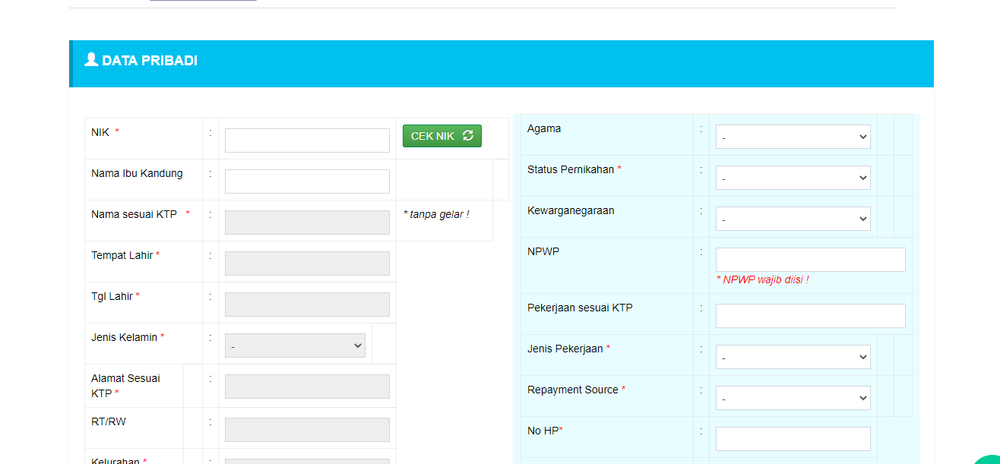 DATA PRIBADI
NIK *
:
CEK NIK
Nama Ibu Kandung
:
Nama sesuai KTP *
:
* tanpa gelar !
Tempat Lahir *
:
Tgl Lahir *
:
Jenis Kelamin *
:
-
Alamat Sesuai
KTP *
:
RT/RW
:
Kelurahan *
:
Agama
:
-
Status Pernikahan *
:
-
Kewarganegaraan
:
-
NPWP
:
* NPWP wajib diisi !
Pekerjaan sesuai KTP
:
Jenis Pekerjaan *
:
-
Repayment Source *
:
-
No HP*
: